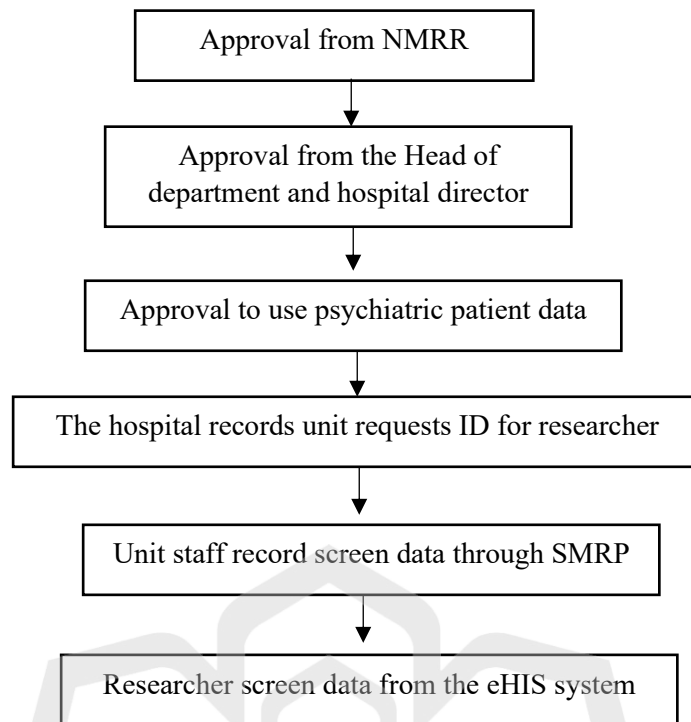 Approval from NMRR
Approval from the Head of
department and hospital director
Approval to use psychiatric patient data
The hospital records unit requests ID for researcher
Unit staff record screen data through SMRP
Researcher screen data from the eHIS system